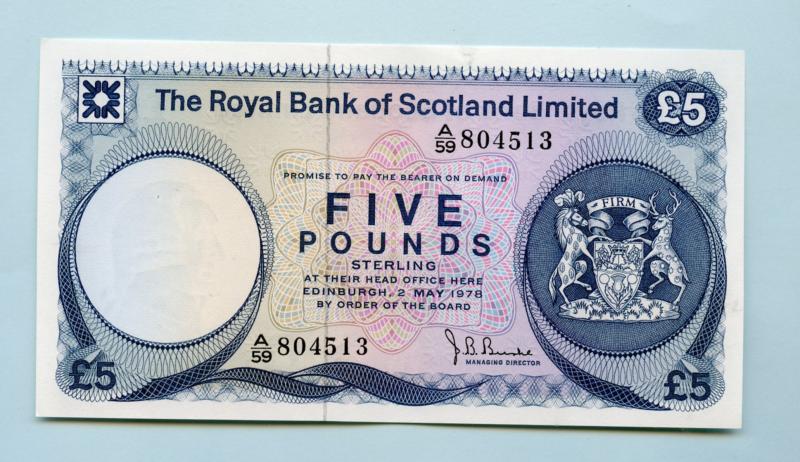 The Royal Bank of Scotland Limited
£5
A/59 804513
PROMISE TO PAY THE BEARER ON DEMAND
FIVE
POUNDS
STERLING
AT THEIR HEAD OFFICE HERE
EDINBURGH, 2 MAY 1978
BY ORDER OF THE BOARD
FIRM
A/59 804513
J. B. Burke
MANAGING DIRECTOR
£5
£5